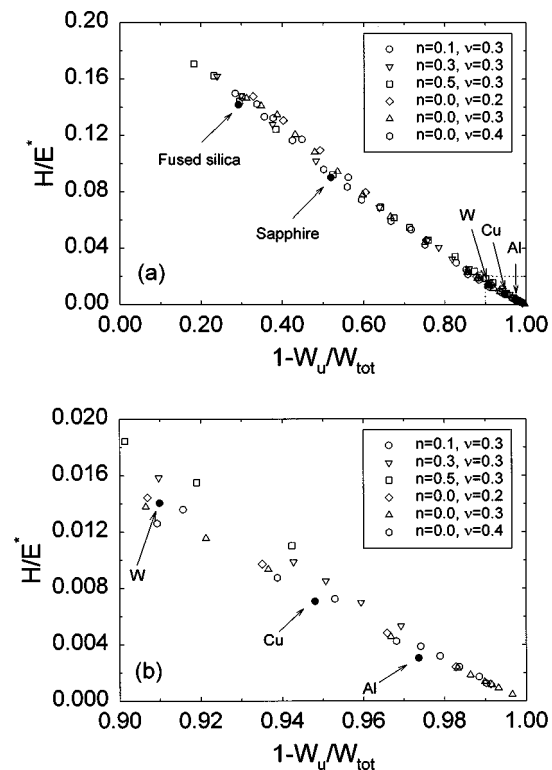 0.20
0.16
0.12
0.08
0.04
0.00
H/E*
n=0.1, ν=0.3
n=0.3, ν=0.3
n=0.5, ν=0.3
n=0.0, ν=0.2
n=0.0, ν=0.3
n=0.0, ν=0.4
Fused silica
Sapphire
W
Cu
Al
(a)
0.00 0.20 0.40 0.60 0.80 1.00
1-Wu/Wtot
0.020
0.016
0.012
0.008
0.004
0.000
H/E*
n=0.1, ν=0.3
n=0.3, ν=0.3
n=0.5, ν=0.3
n=0.0, ν=0.2
n=0.0, ν=0.3
n=0.0, ν=0.4
W
Cu
Al
(b)
0.90 0.92 0.94 0.96 0.98 1.00
1-Wu/Wtot